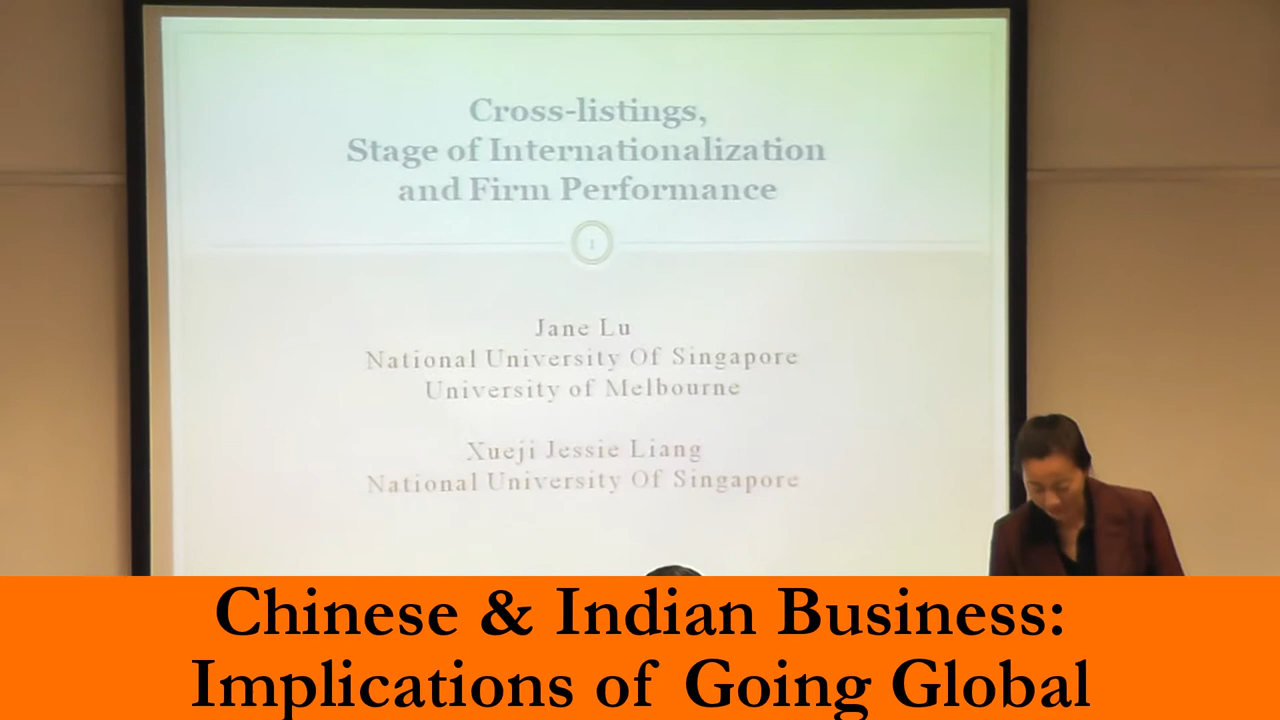 Cross-listings,
Stage of Internationalization
and Firm Performance
1
Jane Lu
National University Of Singapore
University of Melbourne
Xueji Jessie Liang
National University Of Singapore
Chinese & Indian Business:
Implications of Going Global